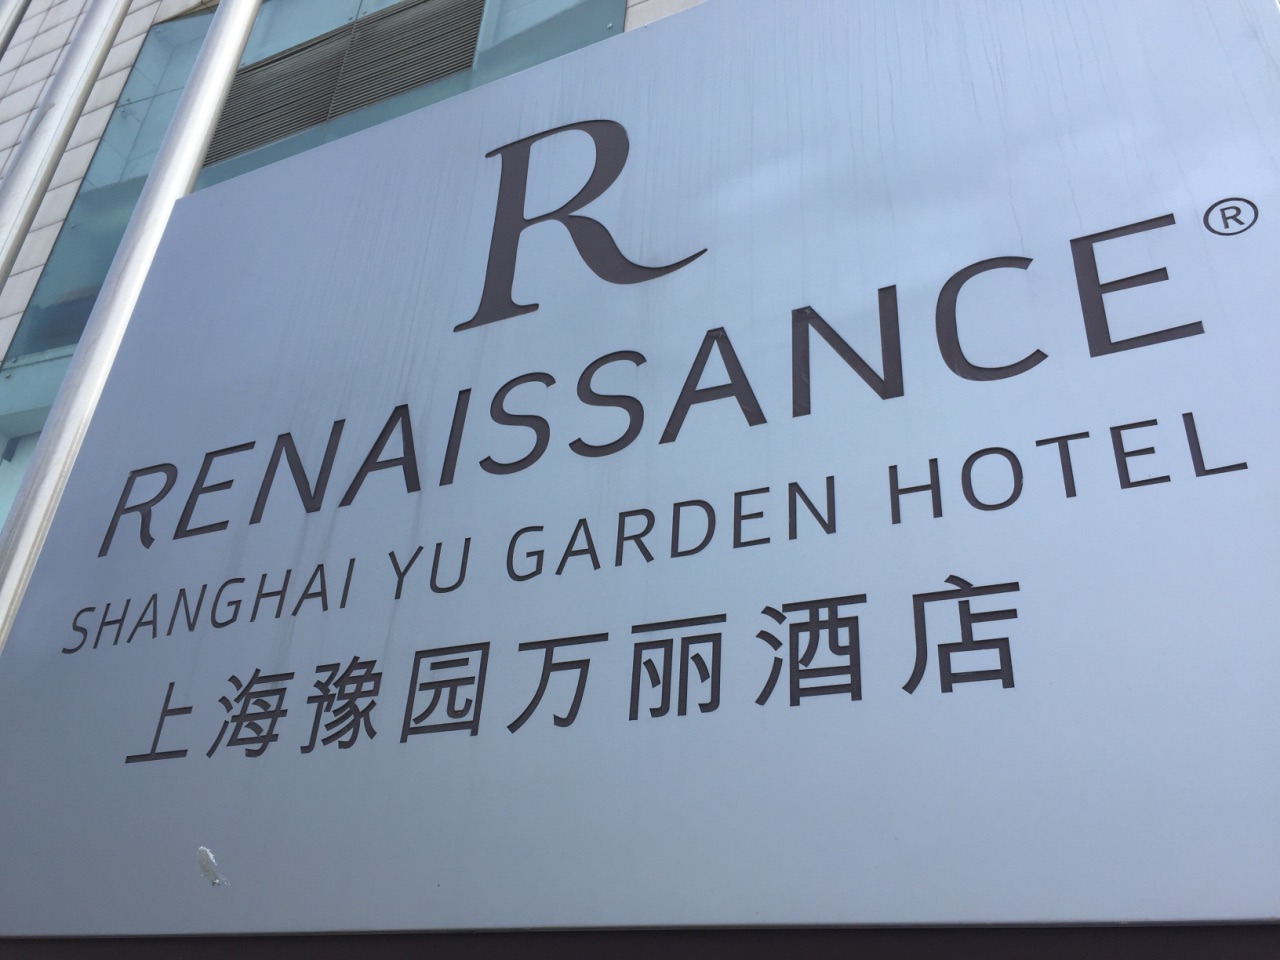 R
RENAISSANCE®
SHANGHAI YU GARDEN HOTEL
上海豫园万丽酒店